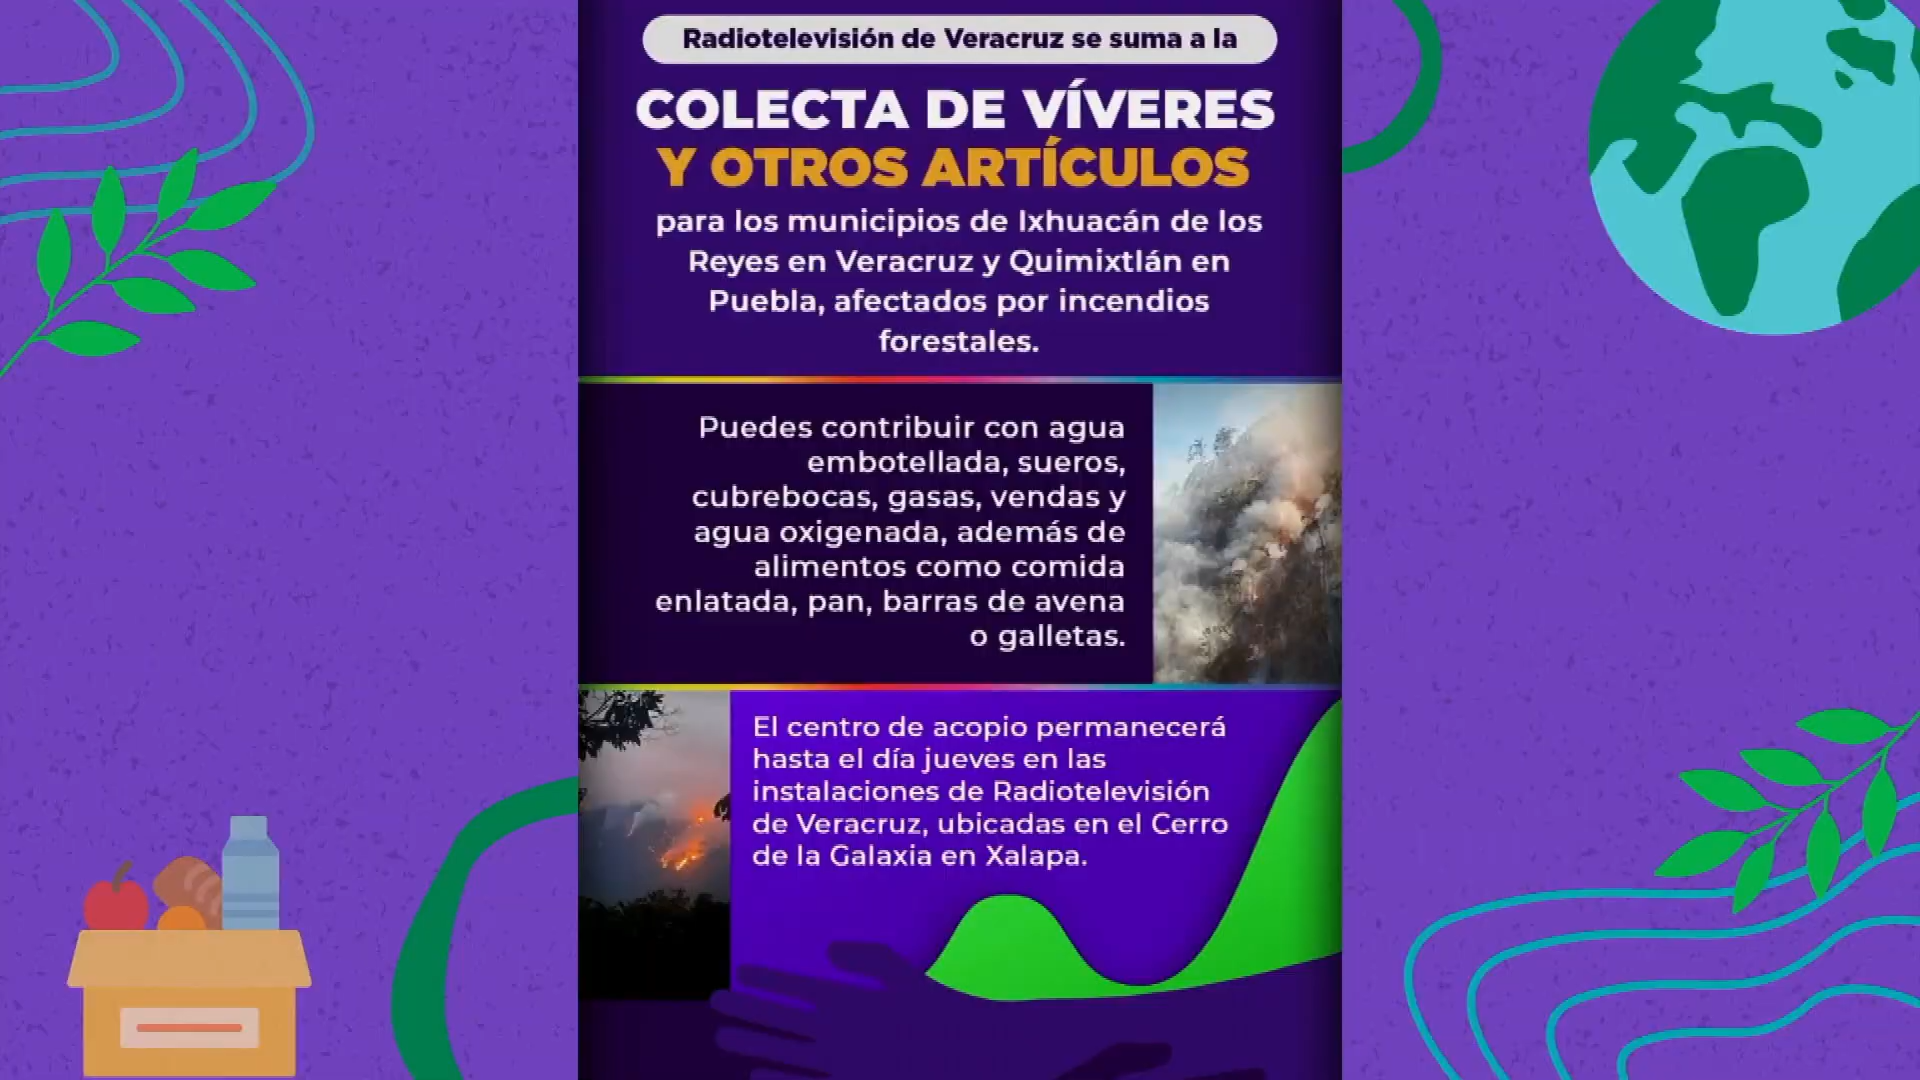 Radiotelevisión de Veracruz se suma a la
COLECTA DE VÍVERES
Y OTROS ARTÍCULOS
para los municipios de Ixhuacán de los
Reyes en Veracruz y Quimixtlán en
Puebla, afectados por incendios
forestales.
Puedes contribuir con agua
embotellada, sueros,
cubrebocas, gasas, vendas y
agua oxigenada, además de
alimentos como comida
enlatada, pan, barras de avena
o galletas.
El centro de acopio permanecerá
hasta el día jueves en las
instalaciones de Radiotelevisión
de Veracruz, ubicadas en el Cerro
de la Galaxia en Xalapa.